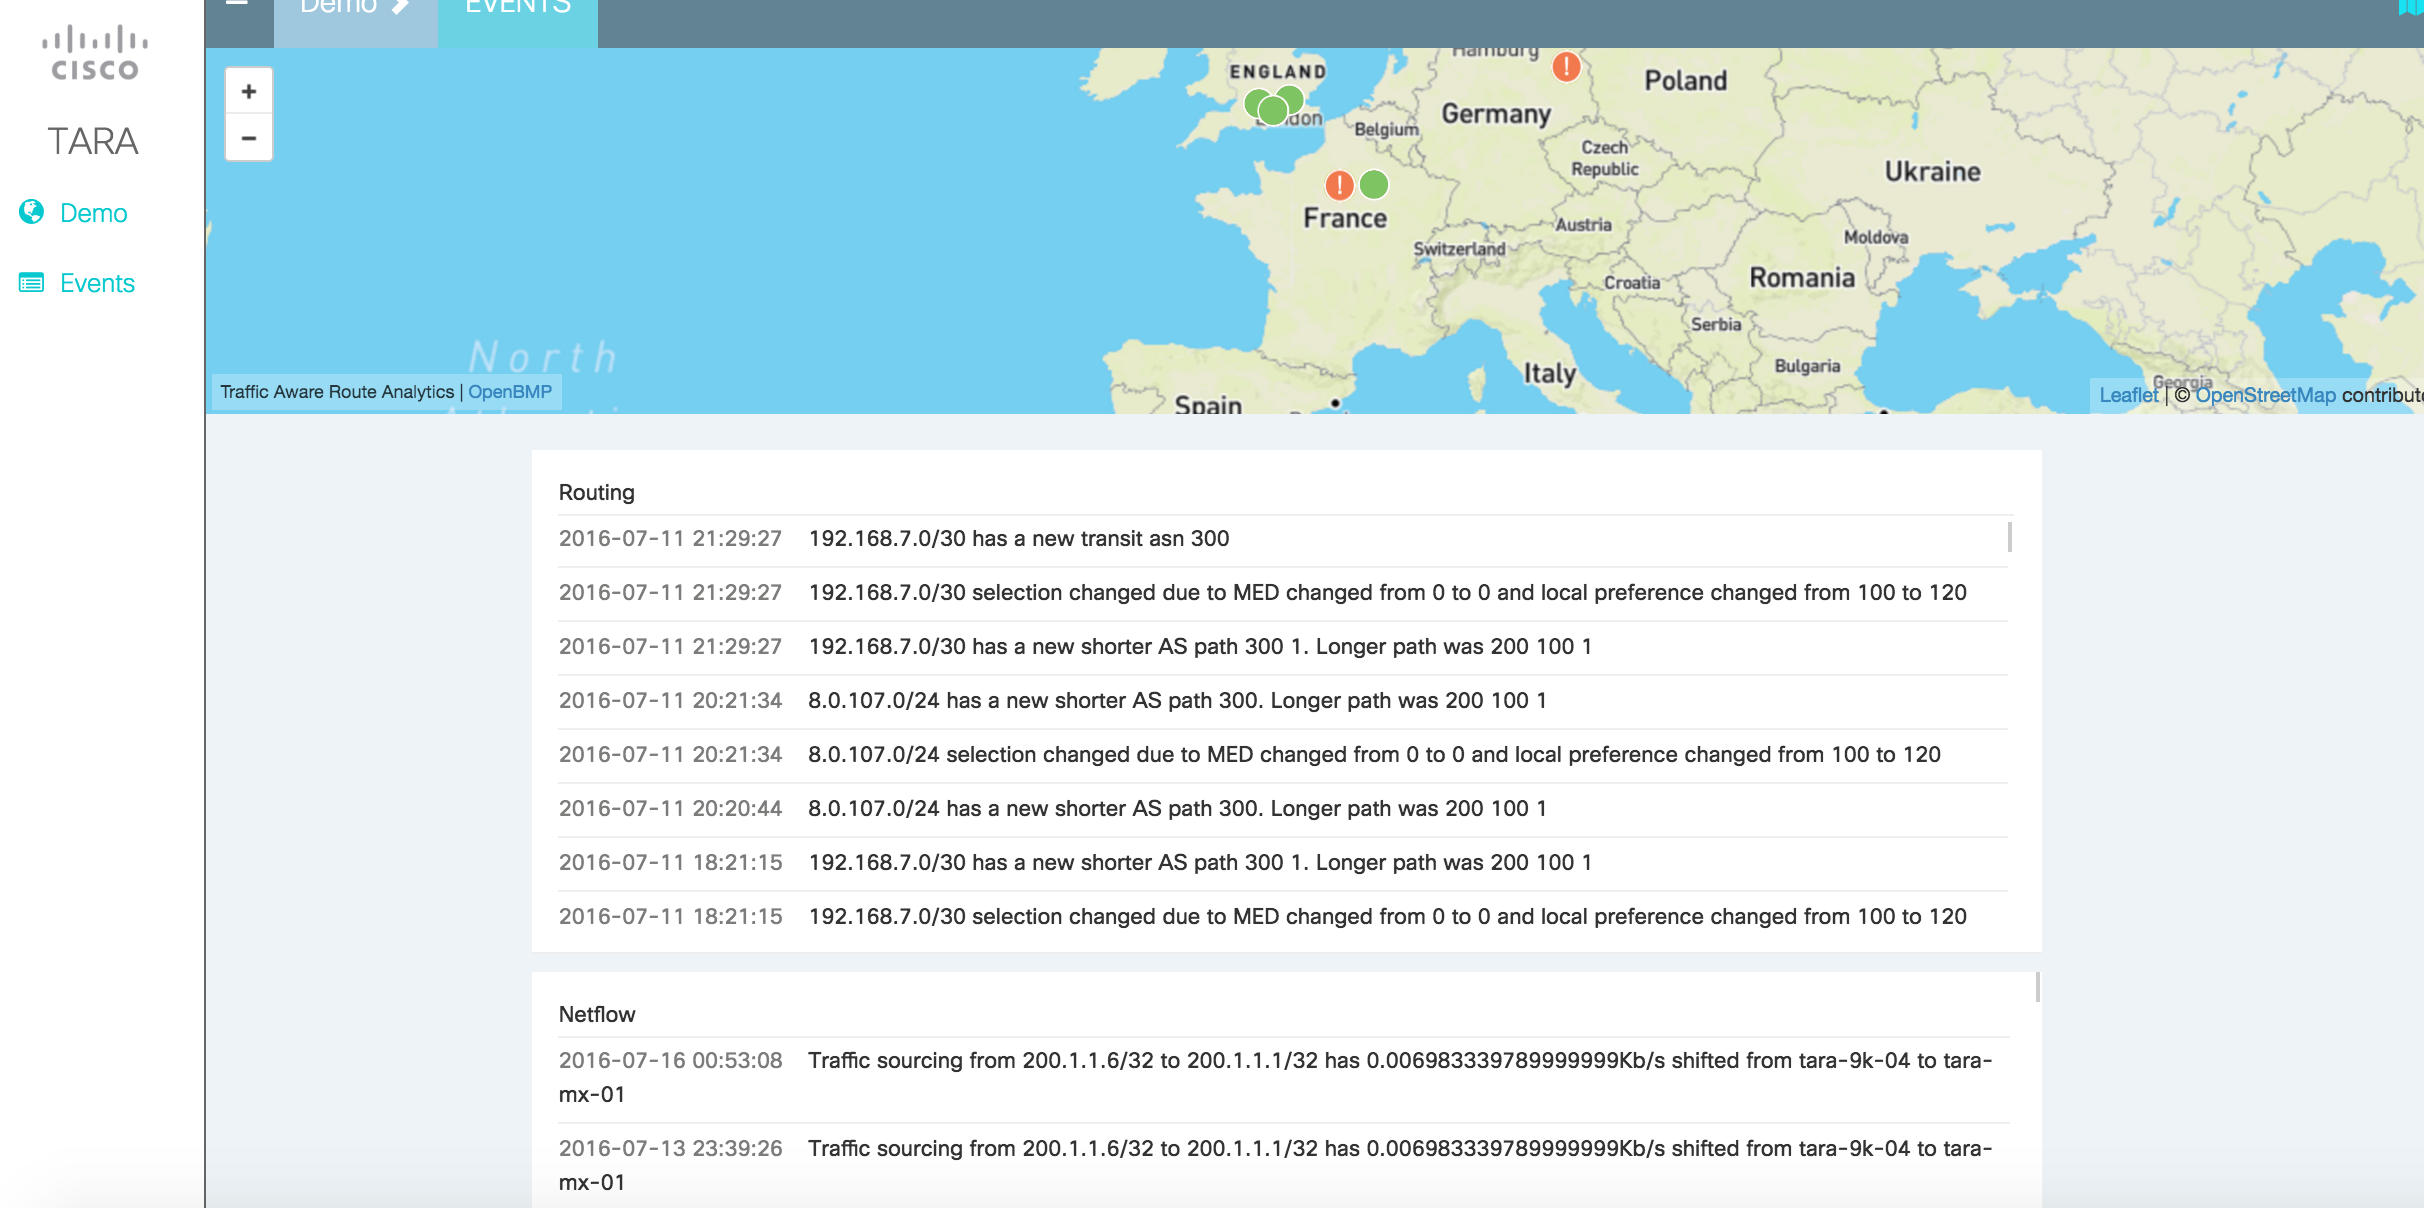 Demo
EVENTS
CISCO
TARA
Demo
Events
+
−
Hamburg
ENGLAND
Poland
Germany
Belgium
Czech
Republic
Ukraine
France
Austria
Moldova
Switzerland
Romania
Croatia
Serbia
North
Bulgaria
Italy
Georgia
Spain
Traffic Aware Route Analytics | OpenBMP
Leaflet | © OpenStreetMap
Routing
2016-07-11 21:29:27 192.168.7.0/30 has a new transit asn 300
2016-07-11 21:29:27 192.168.7.0/30 selection changed due to MED changed from 0 to 0 and local preference changed from 100 to 120
2016-07-11 21:29:27 192.168.7.0/30 has a new shorter AS path 300 1. Longer path was 200 100 1
2016-07-11 20:21:34 8.0.107.0/24 has a new shorter AS path 300. Longer path was 200 100 1
2016-07-11 20:21:34 8.0.107.0/24 selection changed due to MED changed from 0 to 0 and local preference changed from 100 to 120
2016-07-11 20:20:44 8.0.107.0/24 has a new shorter AS path 300. Longer path was 200 100 1
2016-07-11 18:21:15 192.168.7.0/30 has a new shorter AS path 300 1. Longer path was 200 100 1
2016-07-11 18:21:15 192.168.7.0/30 selection changed due to MED changed from 0 to 0 and local preference changed from 100 to 120
Netflow
2016-07-16 00:53:08 Traffic sourcing from 200.1.1.6/32 to 200.1.1.1/32 has 0.006983339789999999Kb/s shifted from tara-9k-04 to tara-
mx-01
2016-07-13 23:39:26 Traffic sourcing from 200.1.1.6/32 to 200.1.1.1/32 has 0.006983339789999999Kb/s shifted from tara-9k-04 to tara-
mx-01